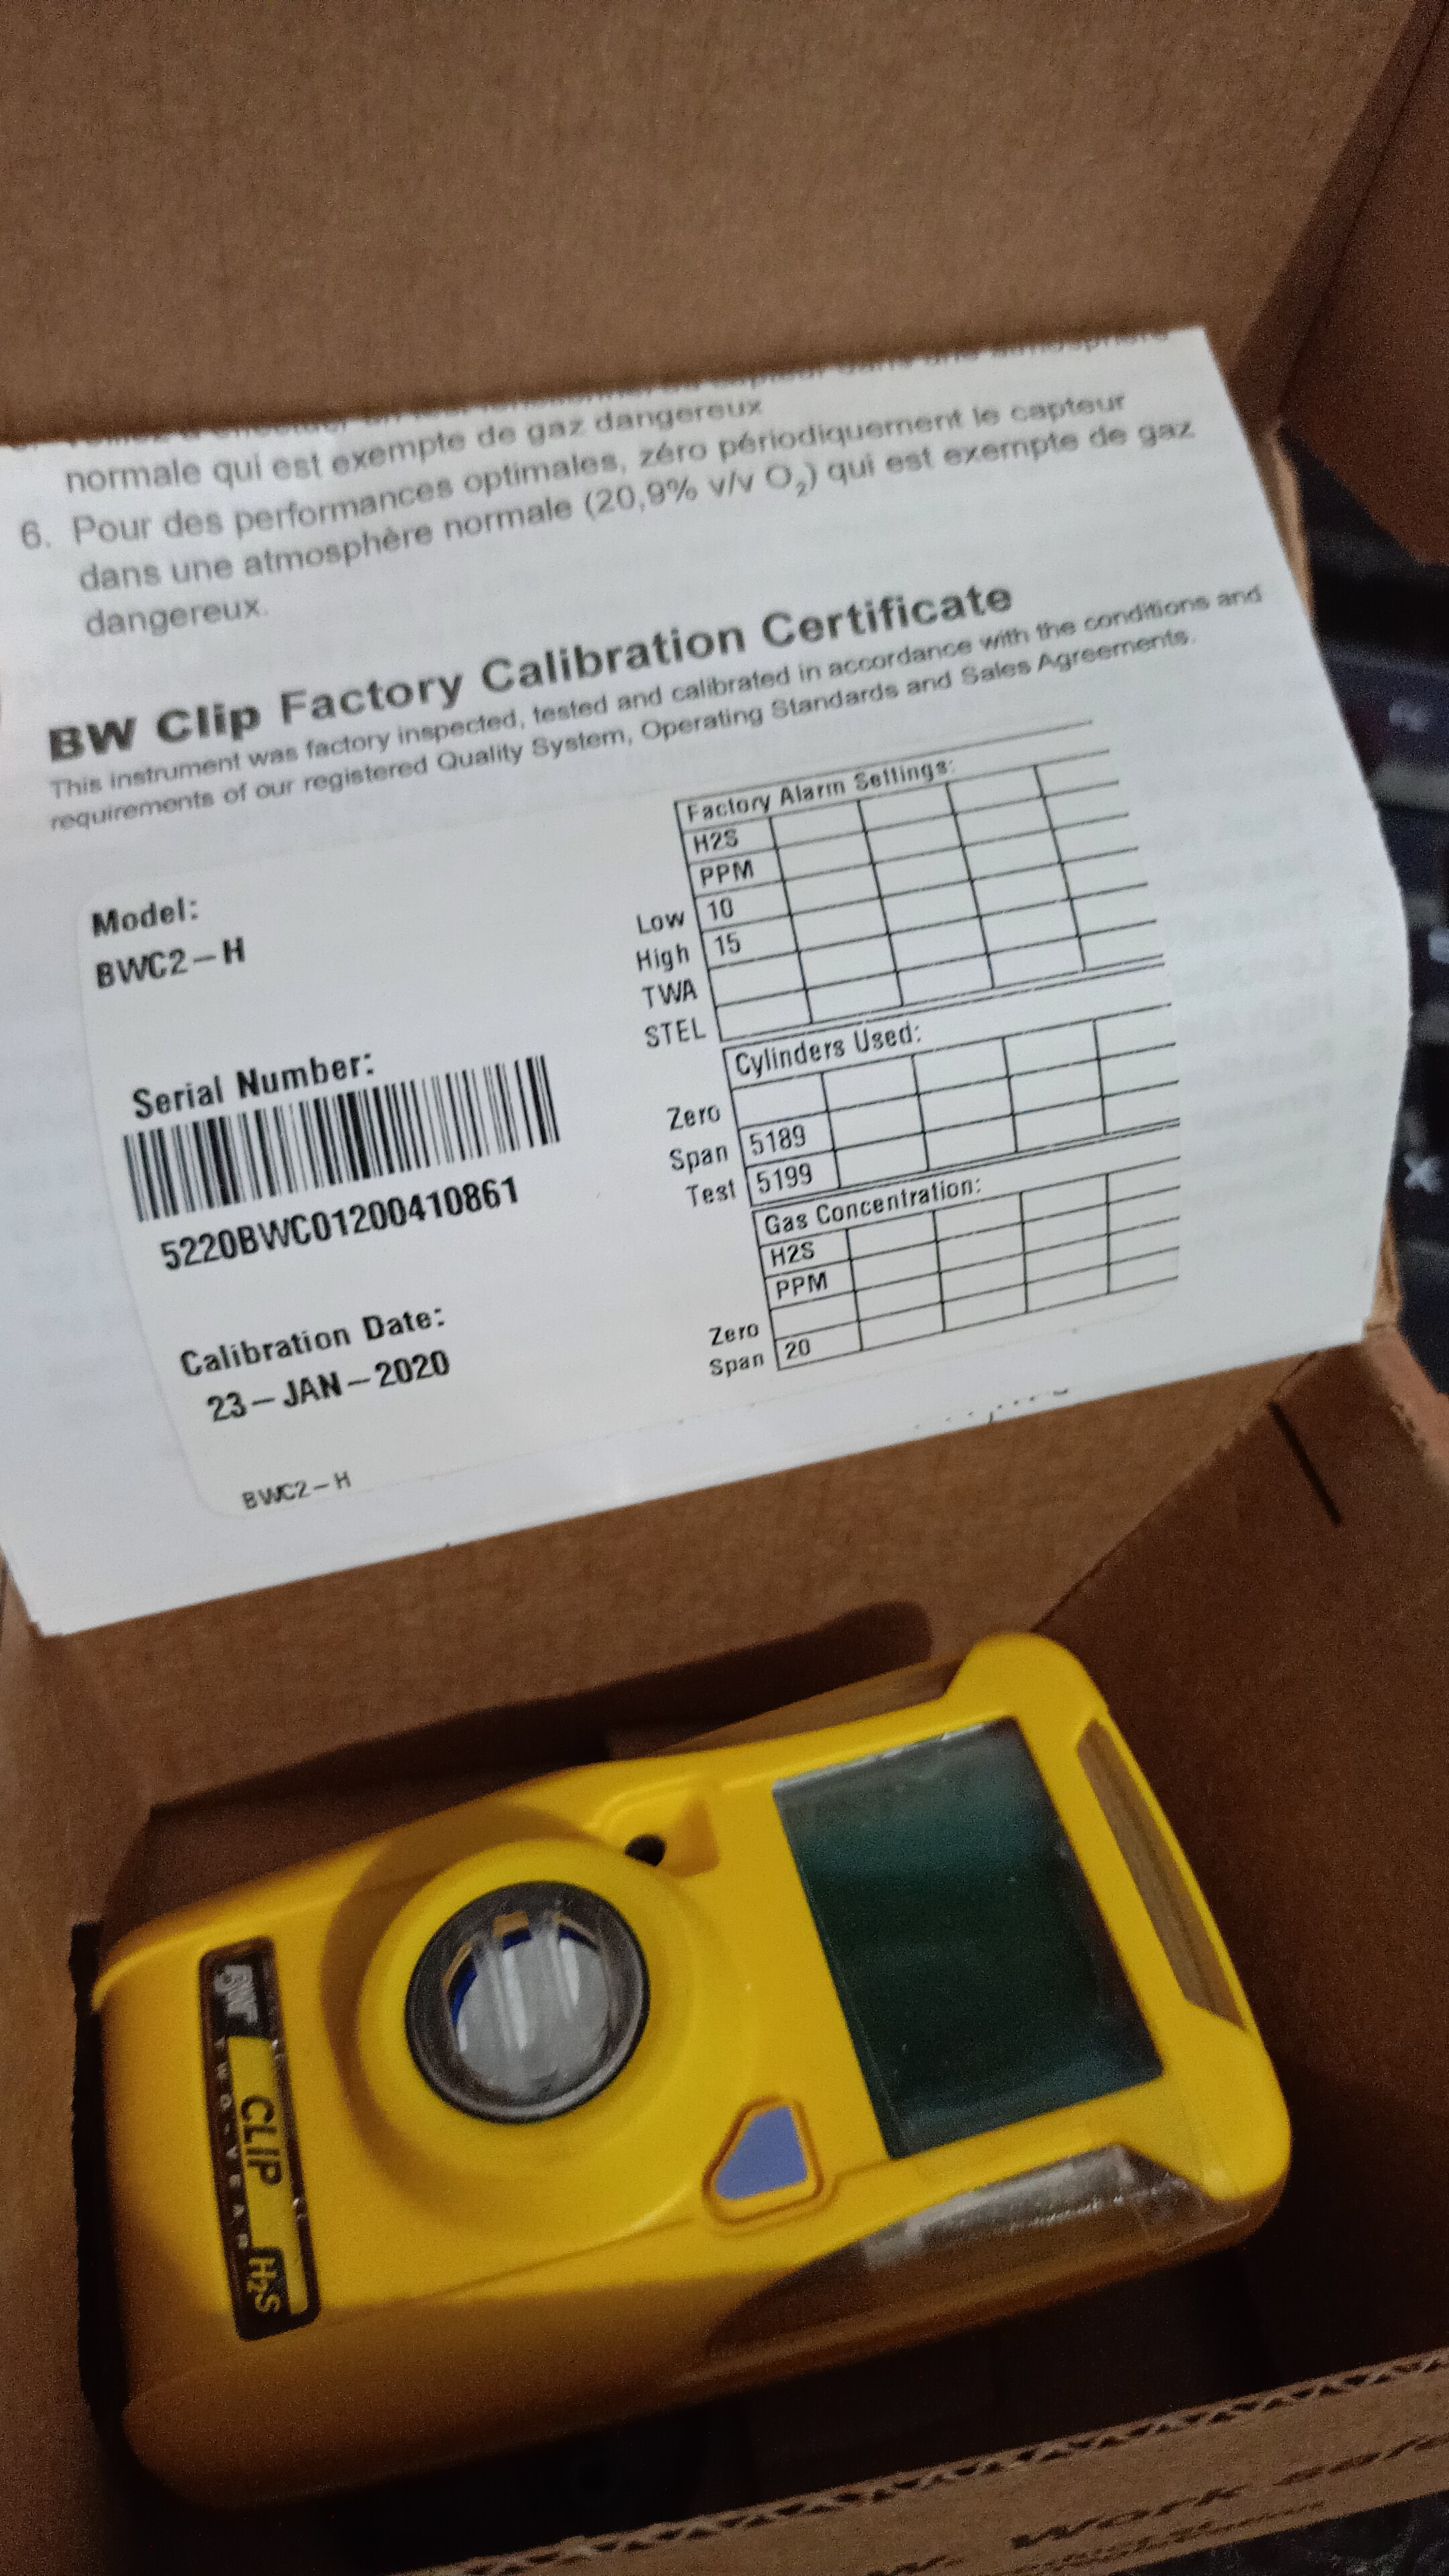 normale qui est exempte de gaz dangereux
6. Pour des performances optimales, zéro périodiquement le capteur
dans une atmosphère normale (20,9% v/v O₂) qui est exempte de gaz
dangereux.
BW Clip Factory Calibration Certificate
This instrument was factory inspected, tested and calibrated in accordance with the conditions and
requirements of our registered Quality System, Operating Standards and Sales Agreements.
Model:
BWC2-H
Serial Number:
5220BWC01200410861
Calibration Date:
23-JAN-2020
BWC2-H
Factory Alarm Settings:
H2S
PPM
Low 10
High 15
TWA
STEL
Cylinders Used:
Zero
Span 5189
Test 5199
Gas Concentration:
H2S
PPM
Zero
Span 20
BW
TWO-YEAR
CLIP
H₂S
Work safe